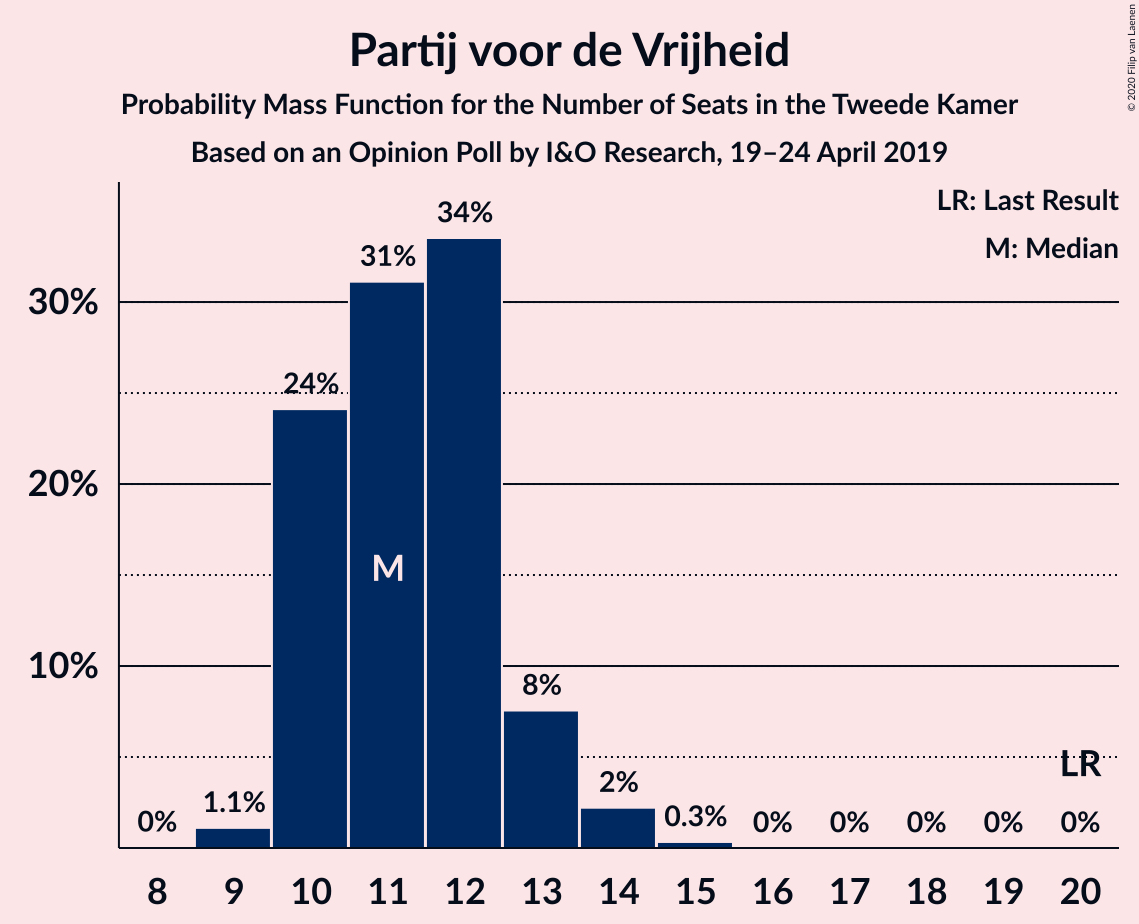 Partij voor de Vrijheid
Probability Mass Function for the Number of Seats in the Tweede Kamer
Based on an Opinion Poll by I&O Research, 19–24 April 2019
© 2020 Filip van Laenen
LR: Last Result
M: Median
30%
20%
10%
0%
1.1%
24%
31%
34%
8%
2%
0.3%
0%
0%
0%
0%
0%
M
LR
8 9 10 11 12 13 14 15 16 17 18 19 20